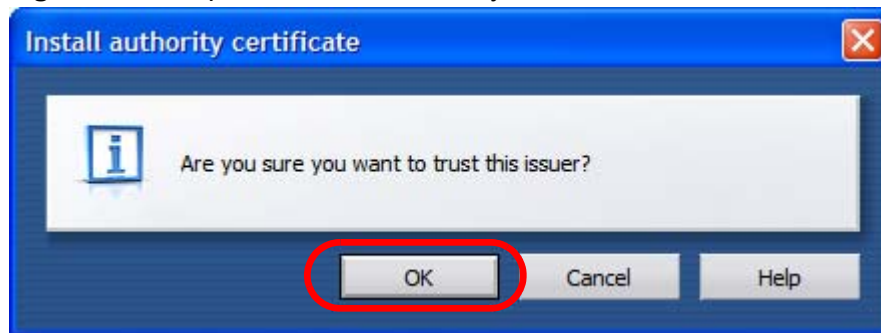 Install authority certificate
Are you sure you want to trust this issuer?
OK Cancel Help